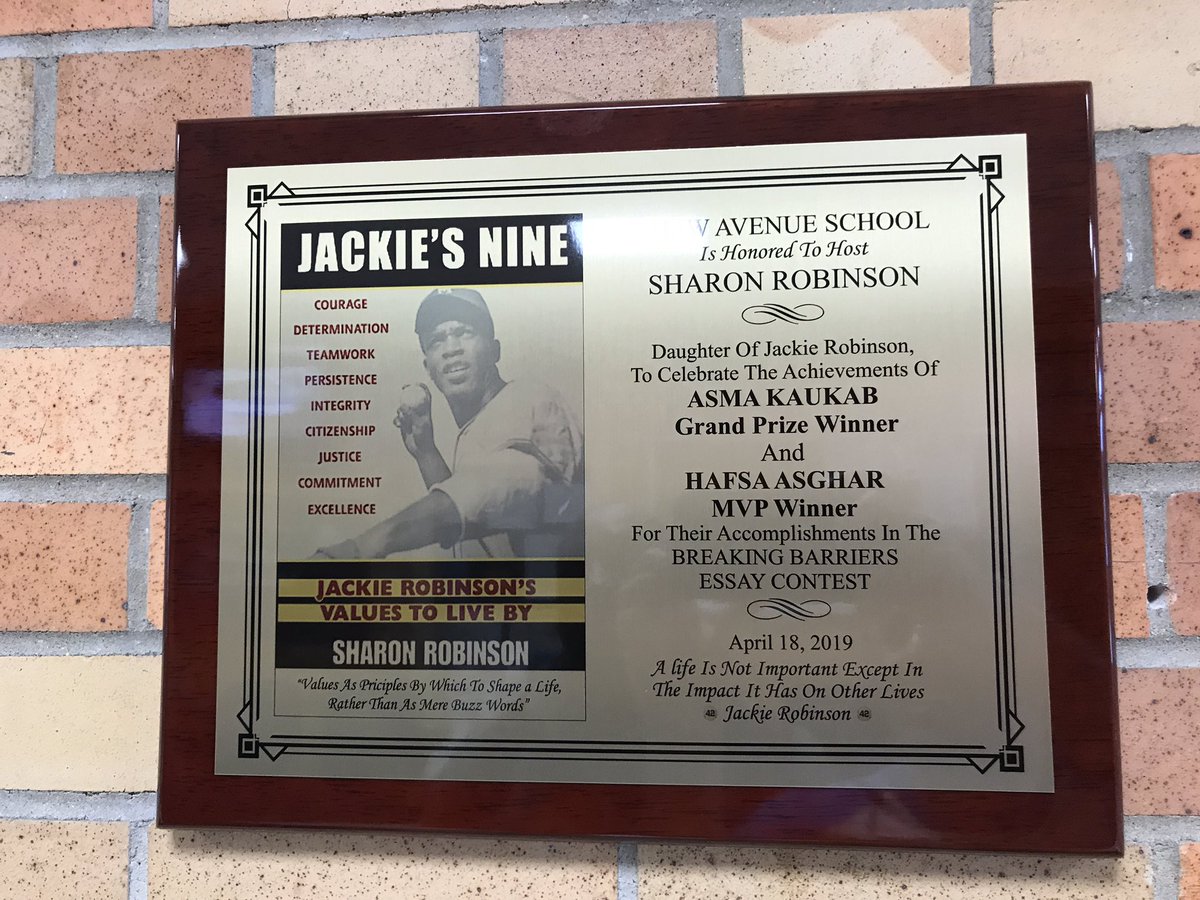 JACKIE'S NINE
COURAGE
DETERMINATION
TEAMWORK
PERSISTENCE
INTEGRITY
CITIZENSHIP
JUSTICE
COMMITMENT
EXCELLENCE
JACKIE ROBINSON'S
VALUES TO LIVE BY
SHARON ROBINSON
"Values As Priciples By Which To Shape a Life,
Rather Than As Mere Buzz Words"
AVENUE SCHOOL
Is Honored To Host
SHARON ROBINSON
Daughter Of Jackie Robinson,
To Celebrate The Achievements Of
ASMA KAUKAB
Grand Prize Winner
And
HAFSA ASGHAR
MVP Winner
For Their Accomplishments In The
BREAKING BARRIERS
ESSAY CONTEST
April 18, 2019
A life Is Not Important Except In
The Impact It Has On Other Lives
42 Jackie Robinson 42